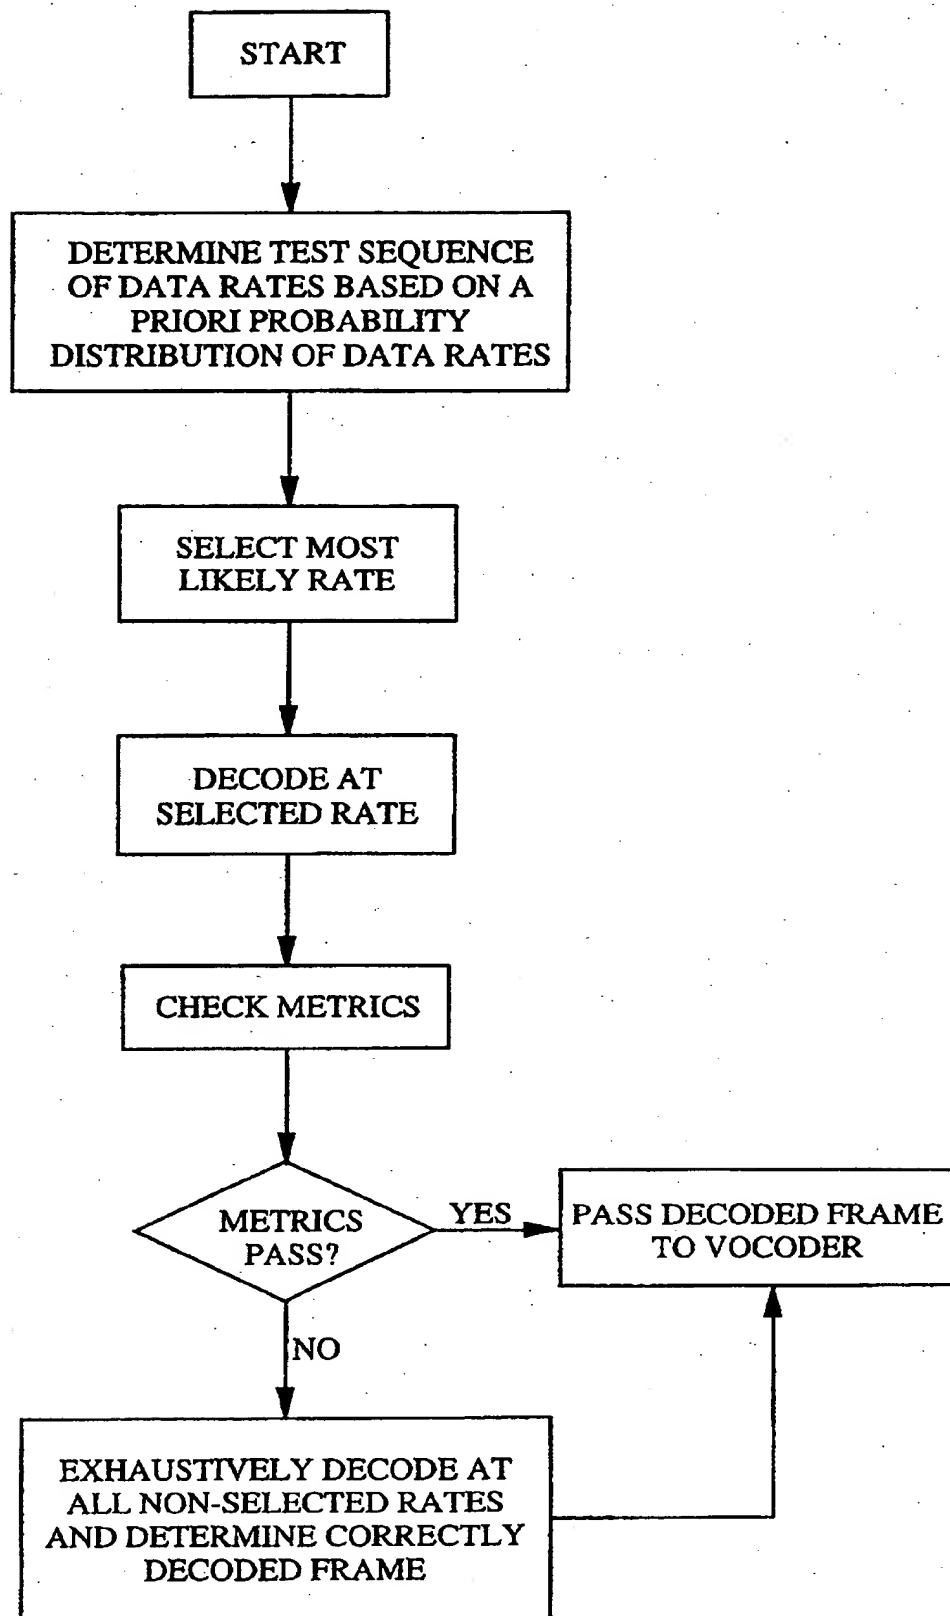 START
DETERMINE TEST SEQUENCE
OF DATA RATES BASED ON A
PRIORI PROBABILITY
DISTRIBUTION OF DATA RATES
SELECT MOST
LIKELY RATE
DECODE AT
SELECTED RATE
CHECK METRICS
METRICS
PASS?
YES
PASS DECODED FRAME
TO VOCODER
NO
EXHAUSTIVELY DECODE AT
ALL NON-SELECTED RATES
AND DETERMINE CORRECTLY
DECODED FRAME